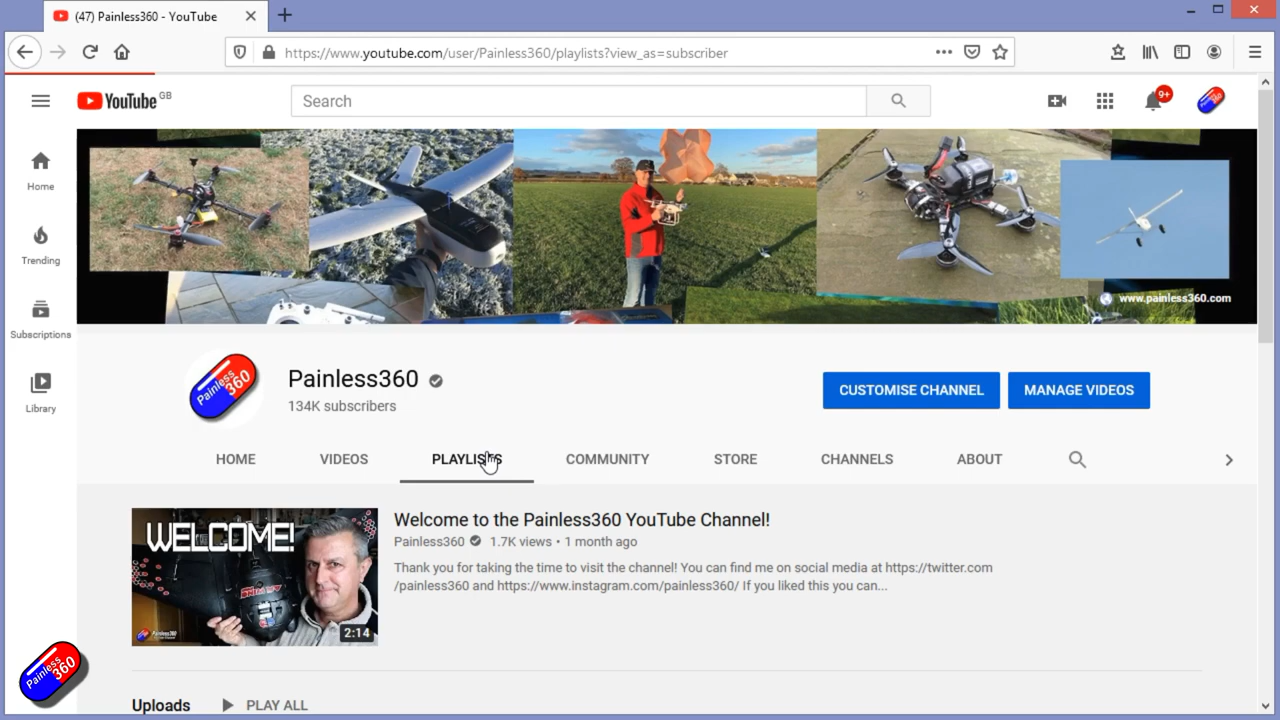 (47) Painless360 - YouTube
https://www.youtube.com/user/Painless360/playlists?view_as=subscriber
YouTube GB
Search
9+
Home
Trending
Subscriptions
Library
www.painless360.com
Painless 360
Painless360
134K subscribers
CUSTOMISE CHANNEL
MANAGE VIDEOS
HOME
VIDEOS
PLAYLISTS
COMMUNITY
STORE
CHANNELS
ABOUT
WELCOME!
2:14
Welcome to the Painless360 YouTube Channel!
Painless360 1.7K views • 1 month ago
Thank you for taking the time to visit the channel! You can find me on social media at https://twitter.com
/painless360 and https://www.instagram.com/painless360/ If you liked this you can...
Uploads
PLAY ALL
Painless 360